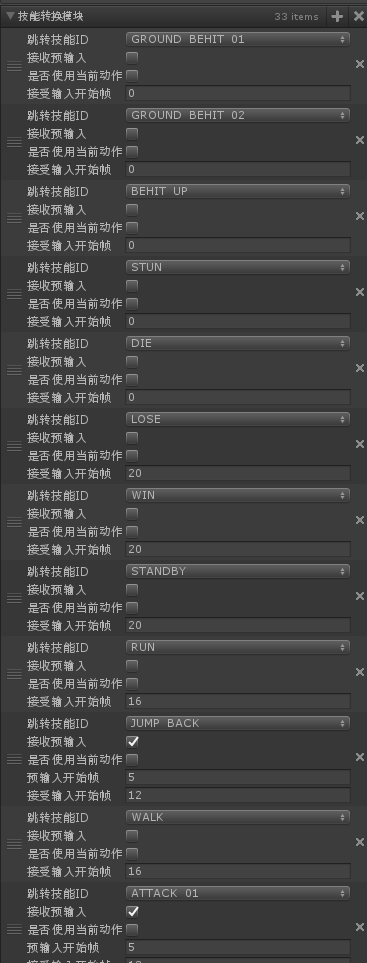 技能转换模块 33 items
跳转技能ID GROUND BEHIT 01
接收预输入
是否使用当前动作
接受输入开始帧 0
跳转技能ID GROUND BEHIT 02
接收预输入
是否使用当前动作
接受输入开始帧 0
跳转技能ID BEHIT UP
接收预输入
是否使用当前动作
接受输入开始帧 0
跳转技能ID STUN
接收预输入
是否使用当前动作
接受输入开始帧 0
跳转技能ID DIE
接收预输入
是否使用当前动作
接受输入开始帧 0
跳转技能ID LOSE
接收预输入
是否使用当前动作
接受输入开始帧 20
跳转技能ID WIN
接收预输入
是否使用当前动作
接受输入开始帧 20
跳转技能ID STANDBY
接收预输入
是否使用当前动作
接受输入开始帧 20
跳转技能ID RUN
接收预输入
是否使用当前动作
接受输入开始帧 16
跳转技能ID JUMP BACK
接收预输入
是否使用当前动作
预输入开始帧 5
接受输入开始帧 12
跳转技能ID WALK
接收预输入
是否使用当前动作
接受输入开始帧 16
跳转技能ID ATTACK 01
接收预输入
是否使用当前动作
预输入开始帧 5